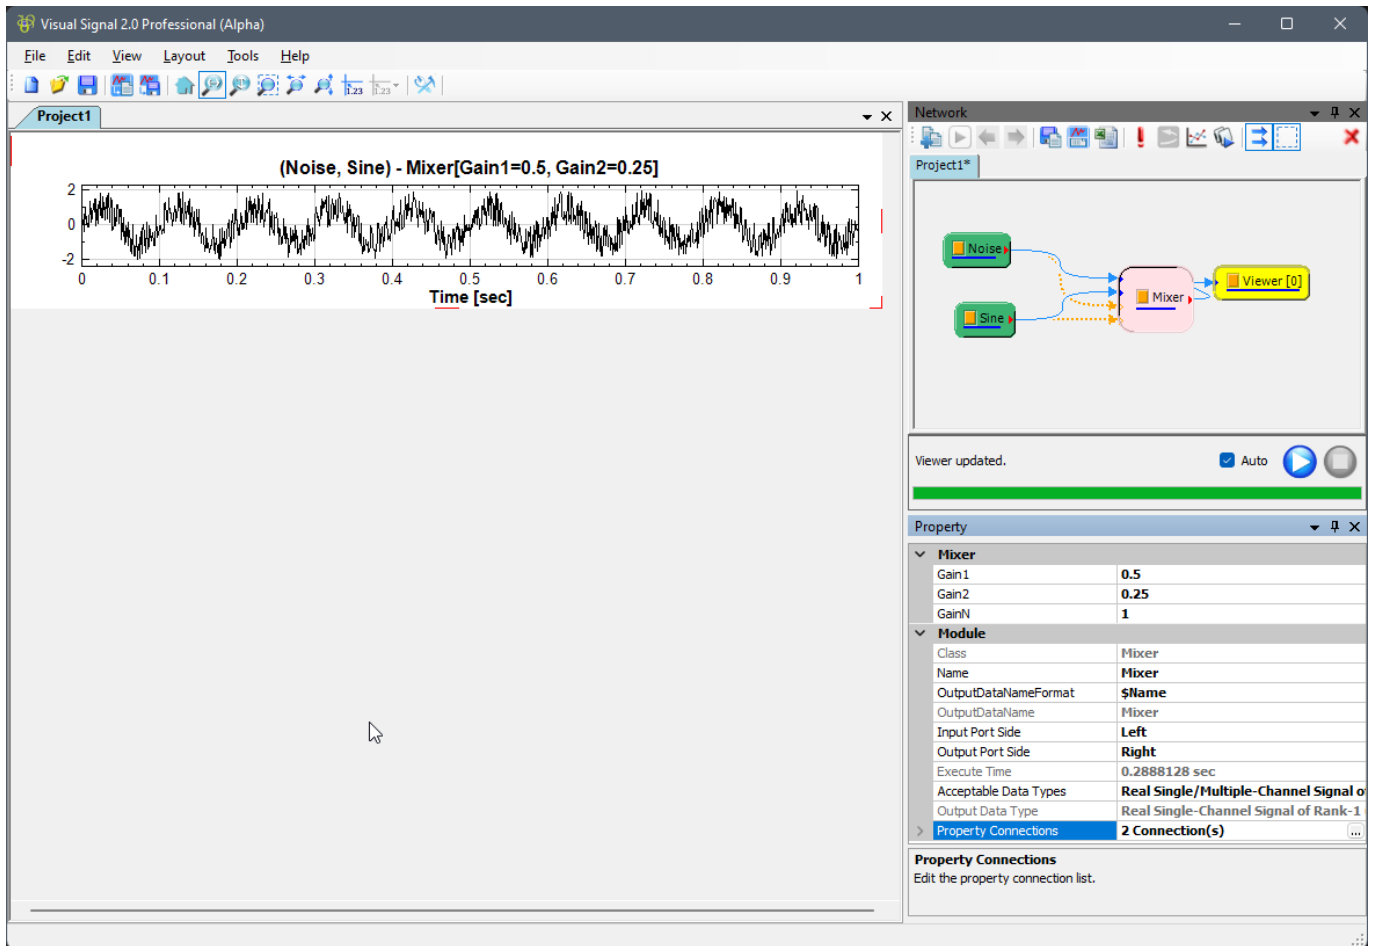 Visual Signal 2.0 Professional (Alpha)
File Edit View Layout Tools Help
1.23 1.23
Project1
(Noise, Sine) - Mixer[Gain1=0.5, Gain2=0.25]
2
0
-2
0 0.1 0.2 0.3 0.4 0.5 0.6 0.7 0.8 0.9 1
Time [sec]
Network
Project1*
Noise
Sine
Mixer
Viewer [0]
Viewer updated.
Auto
Property
Mixer
Gain1 0.5
Gain2 0.25
GainN 1
Module
Class Mixer
Name Mixer
OutputDataNameFormat $Name
OutputDataName Mixer
Input Port Side Left
Output Port Side Right
Execute Time 0.2888128 sec
Acceptable Data Types Real Single/Multiple-Channel Signal o
Output Data Type Real Single-Channel Signal of Rank-1
Property Connections 2 Connection(s) ...
Property Connections
Edit the property connection list.